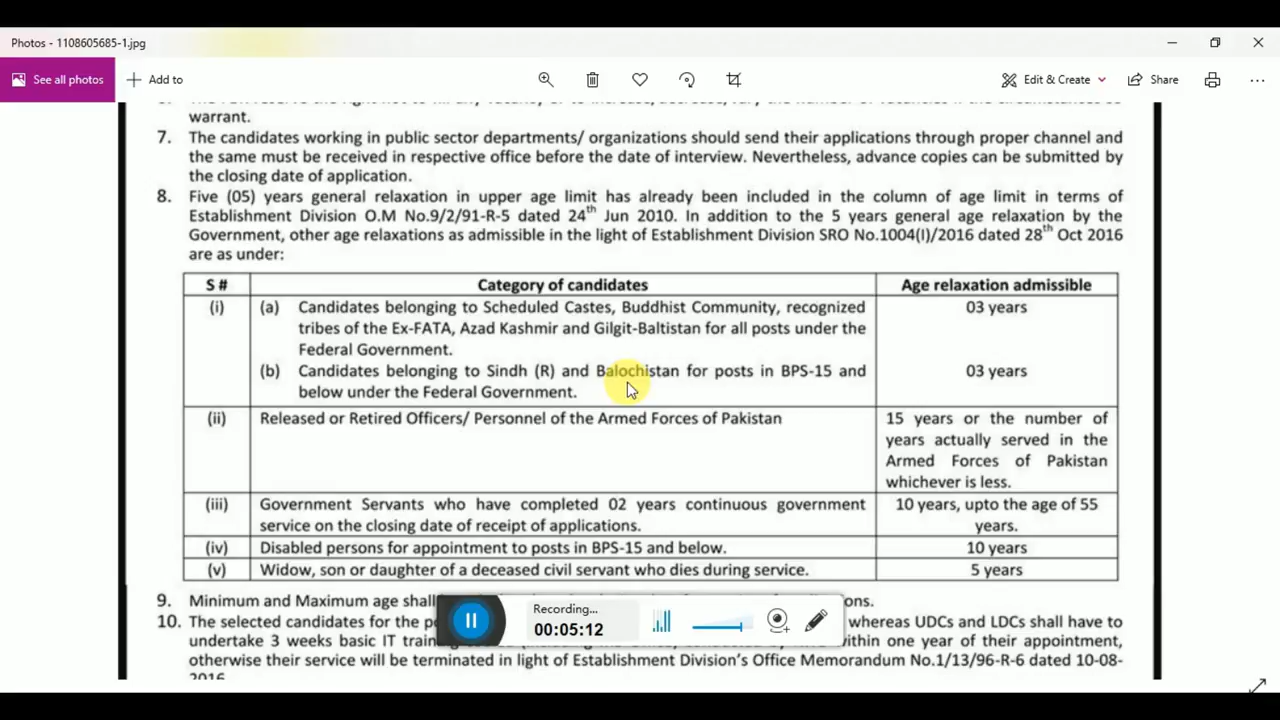 Photos - 1108605685-1.jpg
See all photos
Add to
Edit & Create
Share
warrant.
7. The candidates working in public sector departments/ organizations should send their applications through proper channel and
the same must be received in respective office before the date of interview. Nevertheless, advance copies can be submitted by
the closing date of application.
8. Five (05) years general relaxation in upper age limit has already been included in the column of age limit in terms of
Establishment Division O.M No.9/2/91-R-5 dated 24th Jun 2010. In addition to the 5 years general age relaxation by the
Government, other age relaxations as admissible in the light of Establishment Division SRO No.1004(I)/2016 dated 28th Oct 2016
are as under:
S # Category of candidates Age relaxation admissible
(i) (a) Candidates belonging to Scheduled Castes, Buddhist Community, recognized 03 years
tribes of the Ex-FATA, Azad Kashmir and Gilgit-Baltistan for all posts under the
Federal Government.
(b) Candidates belonging to Sindh (R) and Balochistan for posts in BPS-15 and 03 years
below under the Federal Government.
(ii) Released or Retired Officers/ Personnel of the Armed Forces of Pakistan 15 years or the number of
years actually served in the
Armed Forces of Pakistan
whichever is less.
(iii) Government Servants who have completed 02 years continuous government 10 years, upto the age of 55
service on the closing date of receipt of applications. years.
(iv) Disabled persons for appointment to posts in BPS-15 and below. 10 years
(v) Widow, son or daughter of a deceased civil servant who dies during service. 5 years
9. Minimum and Maximum age shall
Recording...
00:05:12
10. The selected candidates for the whereas UDCs and LDCs shall have to
undertake 3 weeks basic IT within one year of their appointment,
otherwise their service will be terminated in light of Establishment Division's Office Memorandum No.1/13/96-R-6 dated 10-08-
2016.